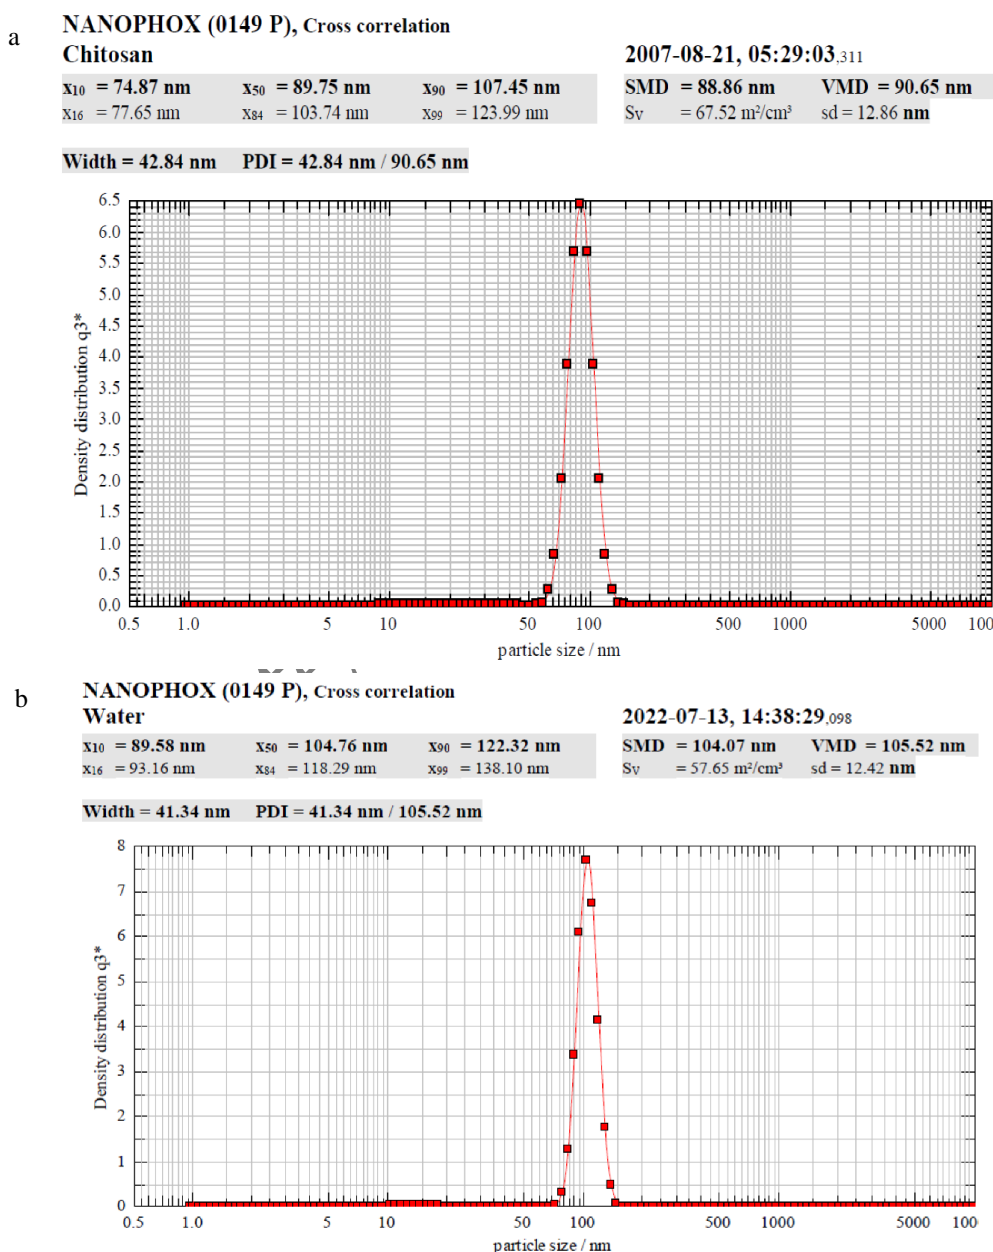 a
NANOPHOX (0149 P), Cross correlation
Chitosan 2007-08-21, 05:29:03,311
x10 = 74.87 nm x50 = 89.75 nm x90 = 107.45 nm SMD = 88.86 nm VMD = 90.65 nm
x16 = 77.65 nm x84 = 103.74 nm x99 = 123.99 nm Sv = 67.52 m²/cm³ sd = 12.86 nm
Width = 42.84 nm PDI = 42.84 nm / 90.65 nm
6.5
6.0
5.5
5.0
4.5
4.0
3.5
3.0
2.5
2.0
1.5
1.0
0.5
0.0
Density distribution q3*
0.5 1.0 5 10 50 100 500 1000 5000 100
particle size / nm
b
NANOPHOX (0149 P), Cross correlation
Water 2022-07-13, 14:38:29,098
x10 = 89.58 nm x50 = 104.76 nm x90 = 122.32 nm SMD = 104.07 nm VMD = 105.52 nm
x16 = 93.16 nm x84 = 118.29 nm x99 = 138.10 nm Sv = 57.65 m²/cm³ sd = 12.42 nm
Width = 41.34 nm PDI = 41.34 nm / 105.52 nm
8
7
6
5
4
3
2
1
0
Density distribution q3*
0.5 1.0 5 10 50 100 500 1000 5000 100
particle size / nm